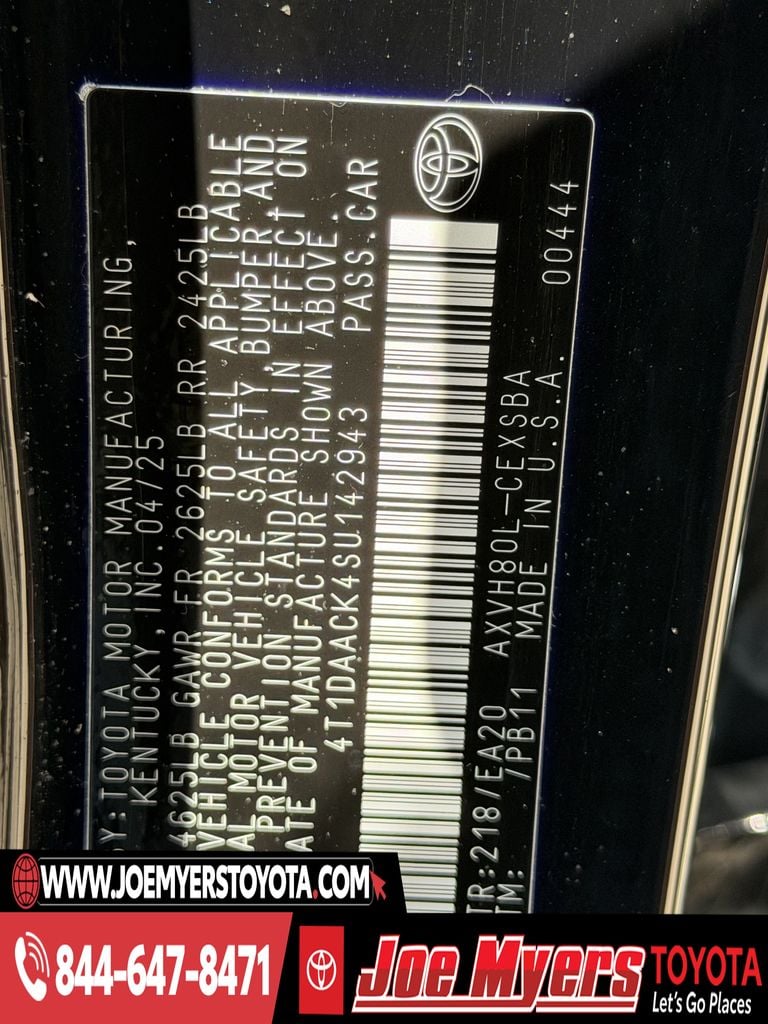 BY:TOYOTA MOTOR MANUFACTURING,
KENTUCKY, INC. 04/25
4625LB GAWR FR 2625LB RR 2425LB
VEHICLE CONFORMS TO ALL APPLICABLE
AL MOTOR VEHICLE SAFETY, BUMPER AND
PREVENTION STANDARDS IN EFFECT ON
ATE OF MANUFACTURE SHOWN ABOVE.
4T1DAACK4SU142943 PASS.CAR
TR:218/EA20 AXVH80L-CEXSBA 00444
TM: /PB11 MADE IN U.S.A.
WWW.JOEMYERSTOYOTA.COM
844-647-8471
Joe Myers TOYOTA
Let's Go Places